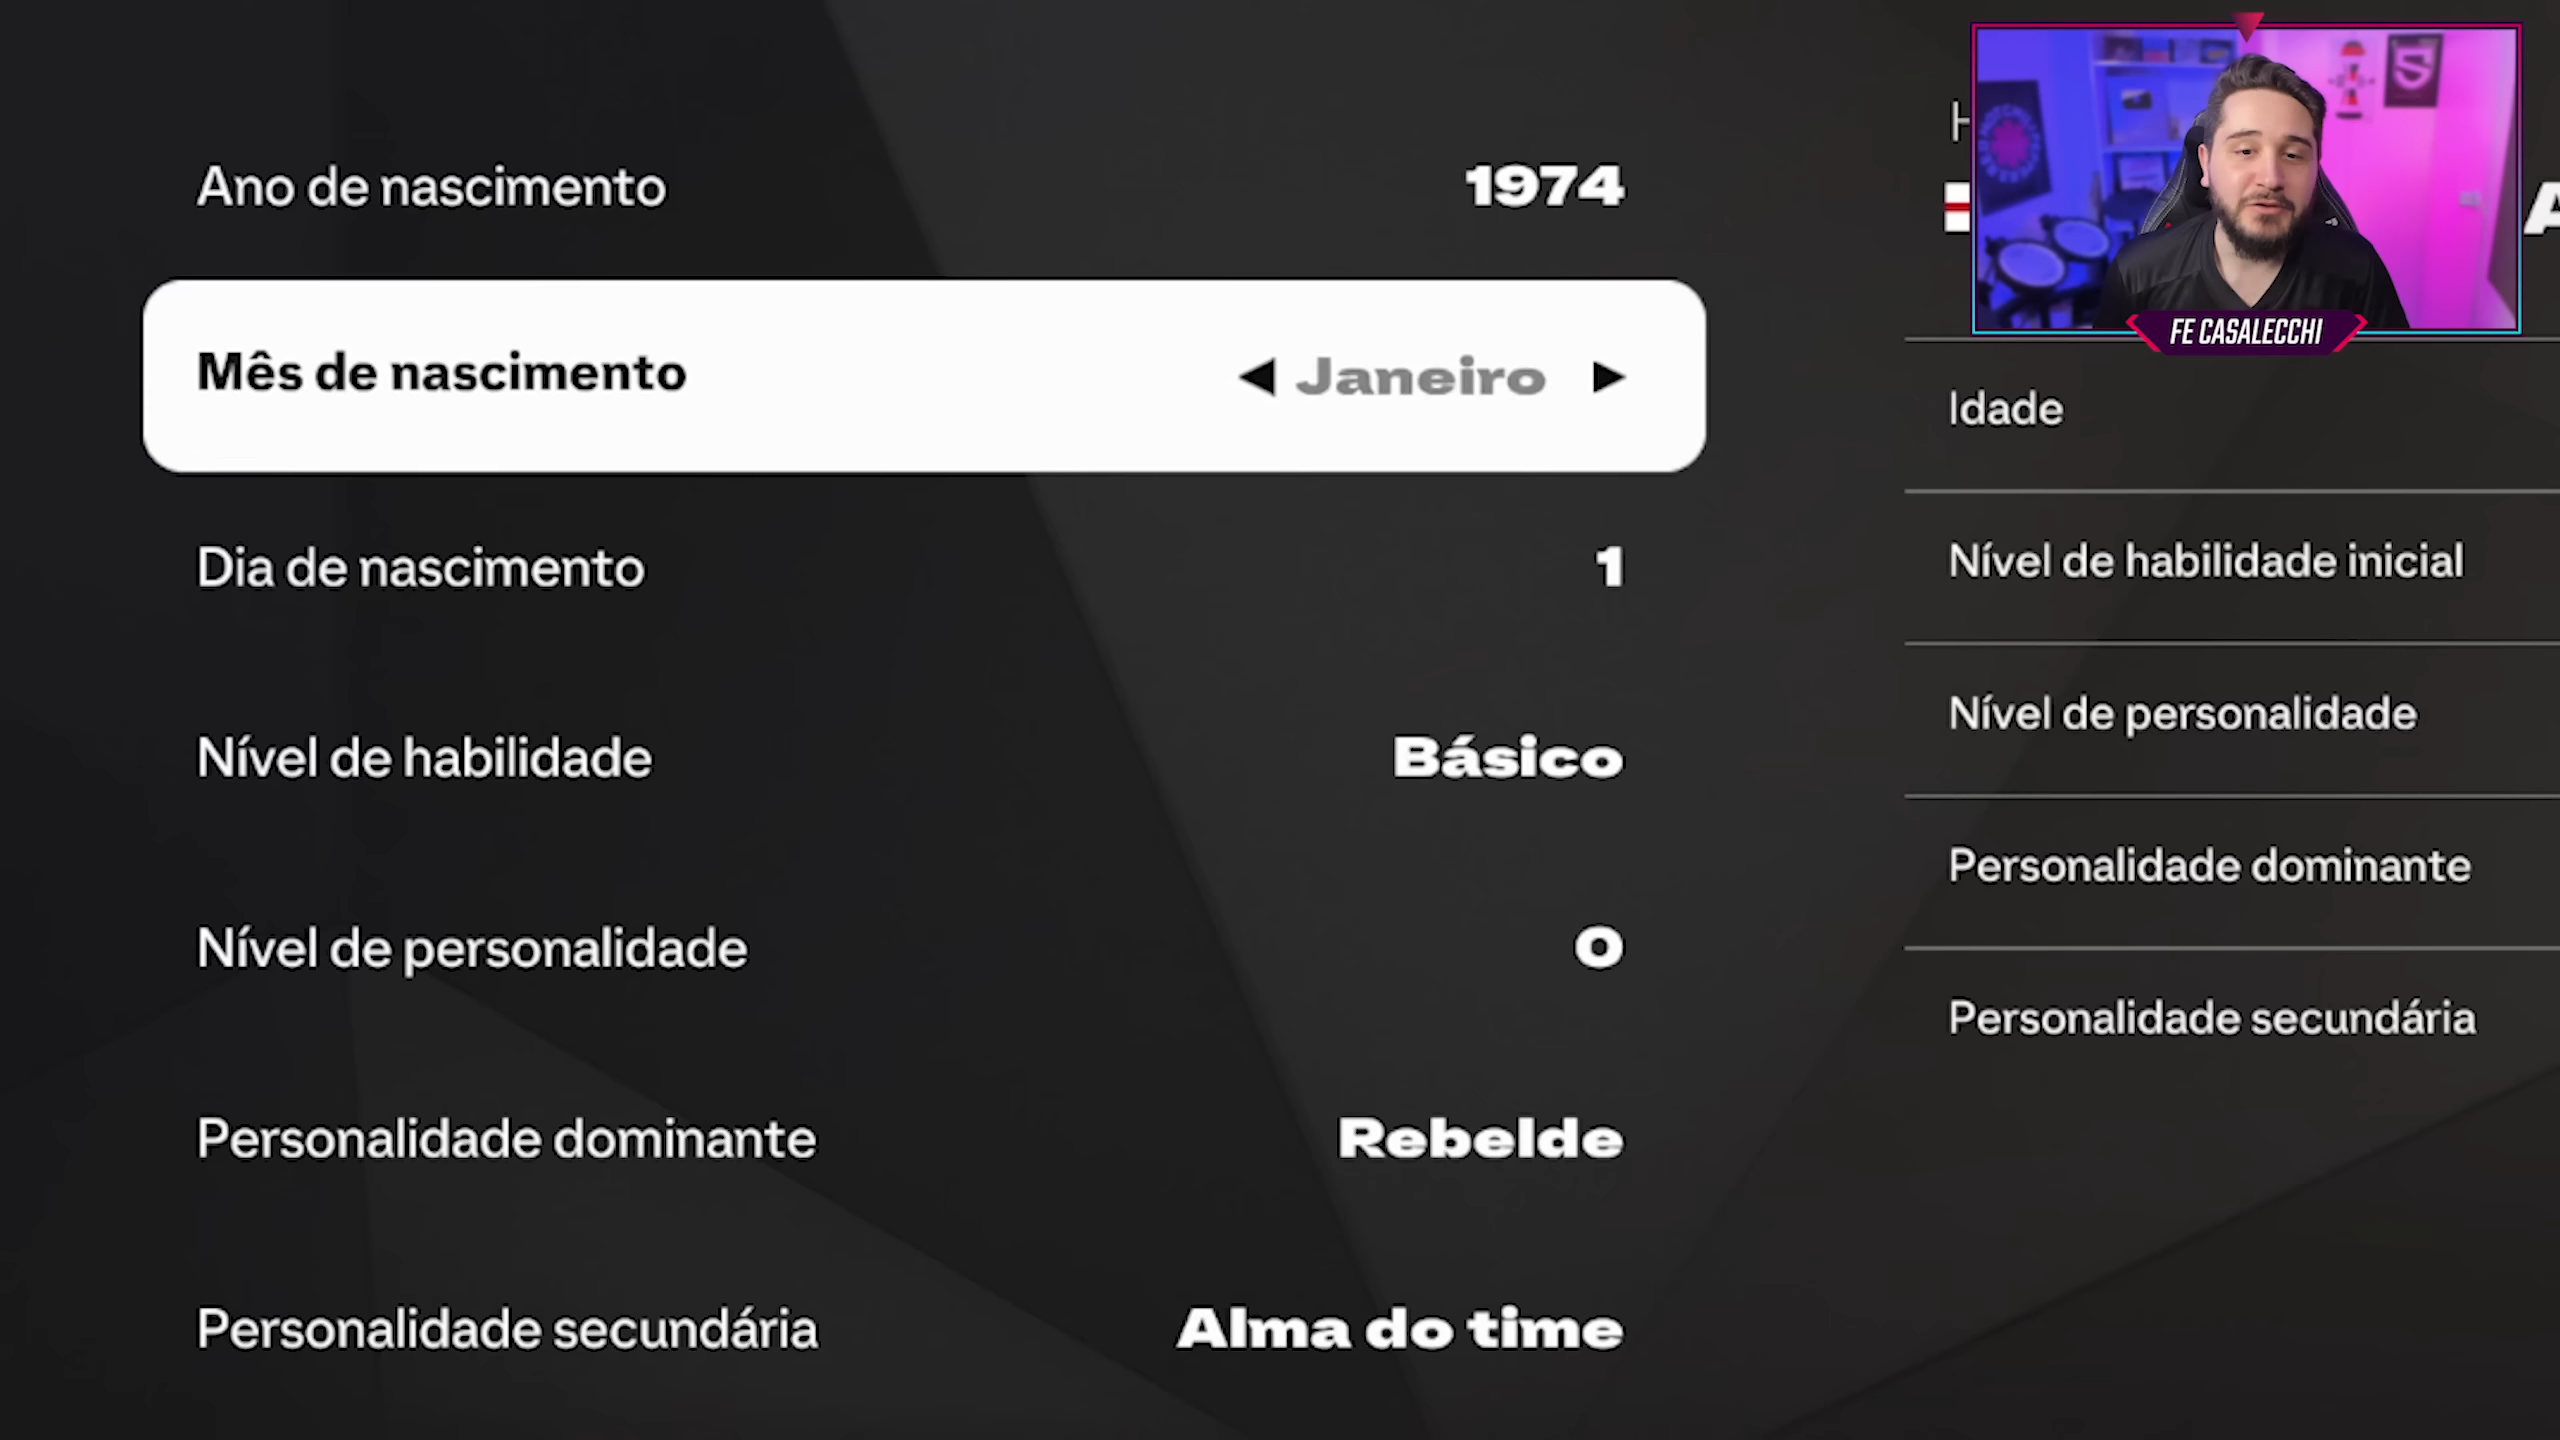 Ano de nascimento 1974
Mês de nascimento Janeiro
Dia de nascimento 1
Nível de habilidade Básico
Nível de personalidade 0
Personalidade dominante Rebelde
Personalidade secundária Alma do time
FE CASALECCHI
Idade
Nível de habilidade inicial
Nível de personalidade
Personalidade dominante
Personalidade secundária